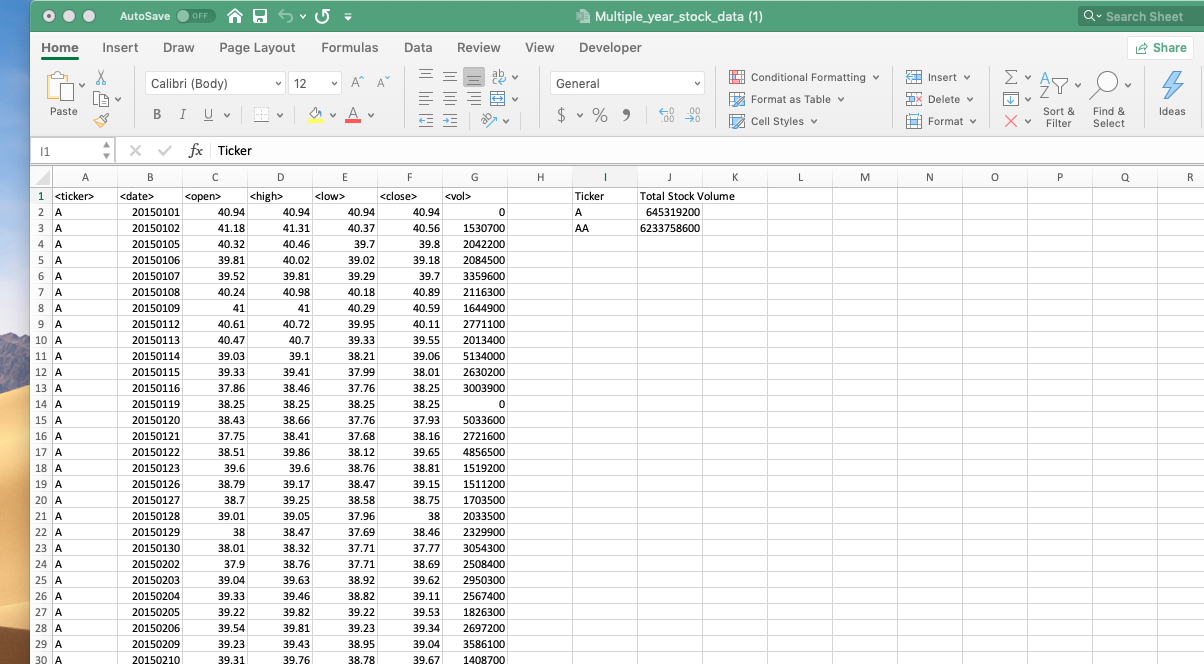 AutoSave OFF Multiple_year_stock_data (1) Search Sheet
Home Insert Draw Page Layout Formulas Data Review View Developer Share
Paste Calibri (Body) 12 A A ab General Conditional Formatting Insert Sort & Filter Find & Select Ideas
B I U A $ % Format as Table Delete
Cell Styles Format
I1 fx Ticker
A B C D E F G H I J K L M N O P Q R
1 <ticker> <date> <open> <high> <low> <close> <vol> Ticker Total Stock Volume
2 A 20150101 40.94 40.94 40.94 40.94 0 A 645319200
3 A 20150102 41.18 41.31 40.37 40.56 1530700 AA 6233758600
4 A 20150105 40.32 40.46 39.7 39.8 2042200
5 A 20150106 39.81 40.02 39.02 39.18 2084500
6 A 20150107 39.52 39.81 39.29 39.7 3359600
7 A 20150108 40.24 40.98 40.18 40.89 2116300
8 A 20150109 41 41 40.29 40.59 1644900
9 A 20150112 40.61 40.72 39.95 40.11 2771100
10 A 20150113 40.47 40.7 39.33 39.55 2013400
11 A 20150114 39.03 39.1 38.21 39.06 5134000
12 A 20150115 39.33 39.41 37.99 38.01 2630200
13 A 20150116 37.86 38.46 37.76 38.25 3003900
14 A 20150119 38.25 38.25 38.25 38.25 0
15 A 20150120 38.43 38.66 37.76 37.93 5033600
16 A 20150121 37.75 38.41 37.68 38.16 2721600
17 A 20150122 38.51 39.86 38.12 39.65 4856500
18 A 20150123 39.6 39.6 38.76 38.81 1519200
19 A 20150126 38.79 39.17 38.47 39.15 1511200
20 A 20150127 38.7 39.25 38.58 38.75 1703500
21 A 20150128 39.01 39.05 37.96 38 2033500
22 A 20150129 38 38.47 37.69 38.46 2329900
23 A 20150130 38.01 38.32 37.71 37.77 3054300
24 A 20150202 37.9 38.76 37.71 38.69 2508400
25 A 20150203 39.04 39.63 38.92 39.62 2950300
26 A 20150204 39.33 39.46 38.82 39.11 2567400
27 A 20150205 39.22 39.82 39.22 39.53 1826300
28 A 20150206 39.54 39.81 39.23 39.34 2697200
29 A 20150209 39.23 39.43 38.95 39.04 3586100
30 A 20150210 39.31 39.76 38.78 39.67 1408700